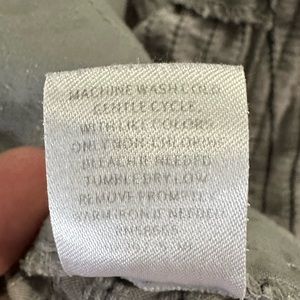 MACHINE WASH COLD
GENTLE CYCLE
WITH LIKE COLORS
ONLY NON-CHLORINE
BLEACH IF NEEDED
TUMBLE DRY LOW
REMOVE PROMPTLY
WARM IRON IF NEEDED